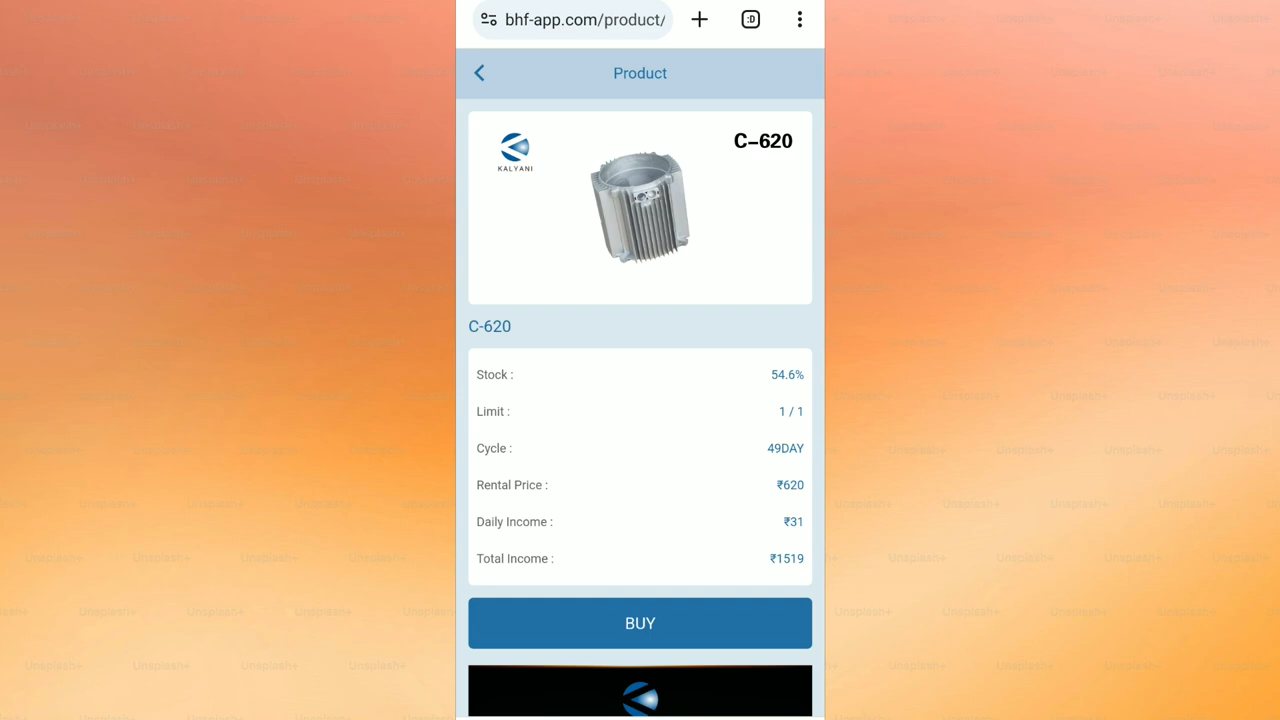 bhf-app.com/product/
:D
Product
KALYANI
C-620
C-620
Stock :
54.6%
Limit :
1 / 1
Cycle :
49DAY
Rental Price :
₹620
Daily Income :
₹31
Total Income :
₹1519
BUY
Unsplash+